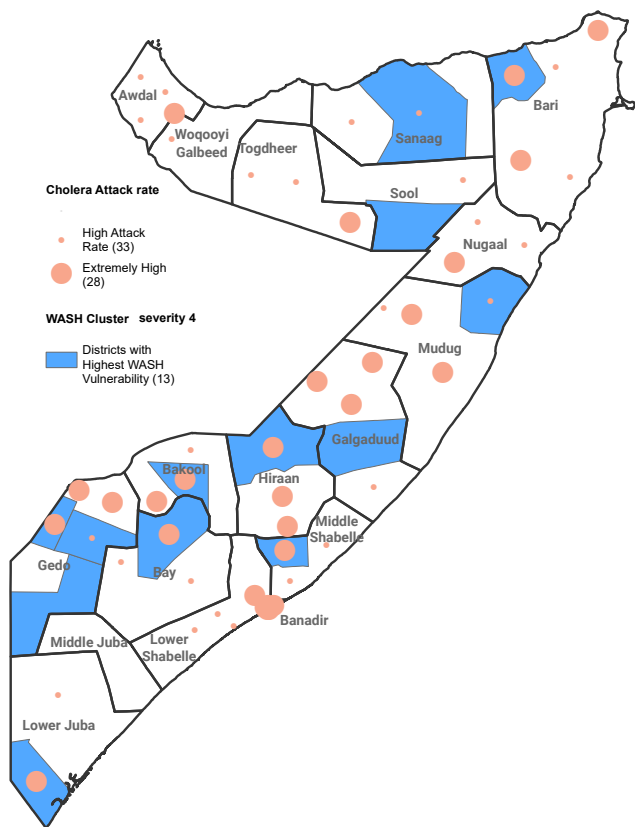 Awdal
Woqooyi
Galbeed
Togdheer
Sanaag
Bari
Sool
Nugaal
Cholera Attack rate
High Attack
Rate (33)
Extremely High
(28)
WASH Cluster severity 4
Districts with
Highest WASH
Vulnerability (13)
Mudug
Galgaduud
Hiraan
Bakool
Middle
Shabelle
Gedo
Bay
Banadir
Middle Juba
Lower
Shabelle
Lower Juba